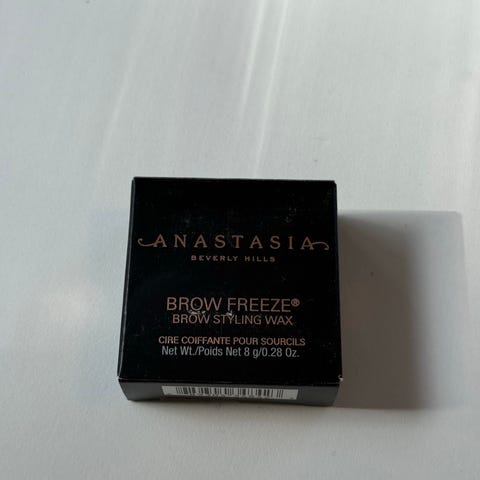 ANASTASIA
BEVERLY HILLS
BROW FREEZE®
BROW STYLING WAX
CIRE COIFFANTE POUR SOURCILS
Net Wt./Poids Net 8 g/0.28 Oz.